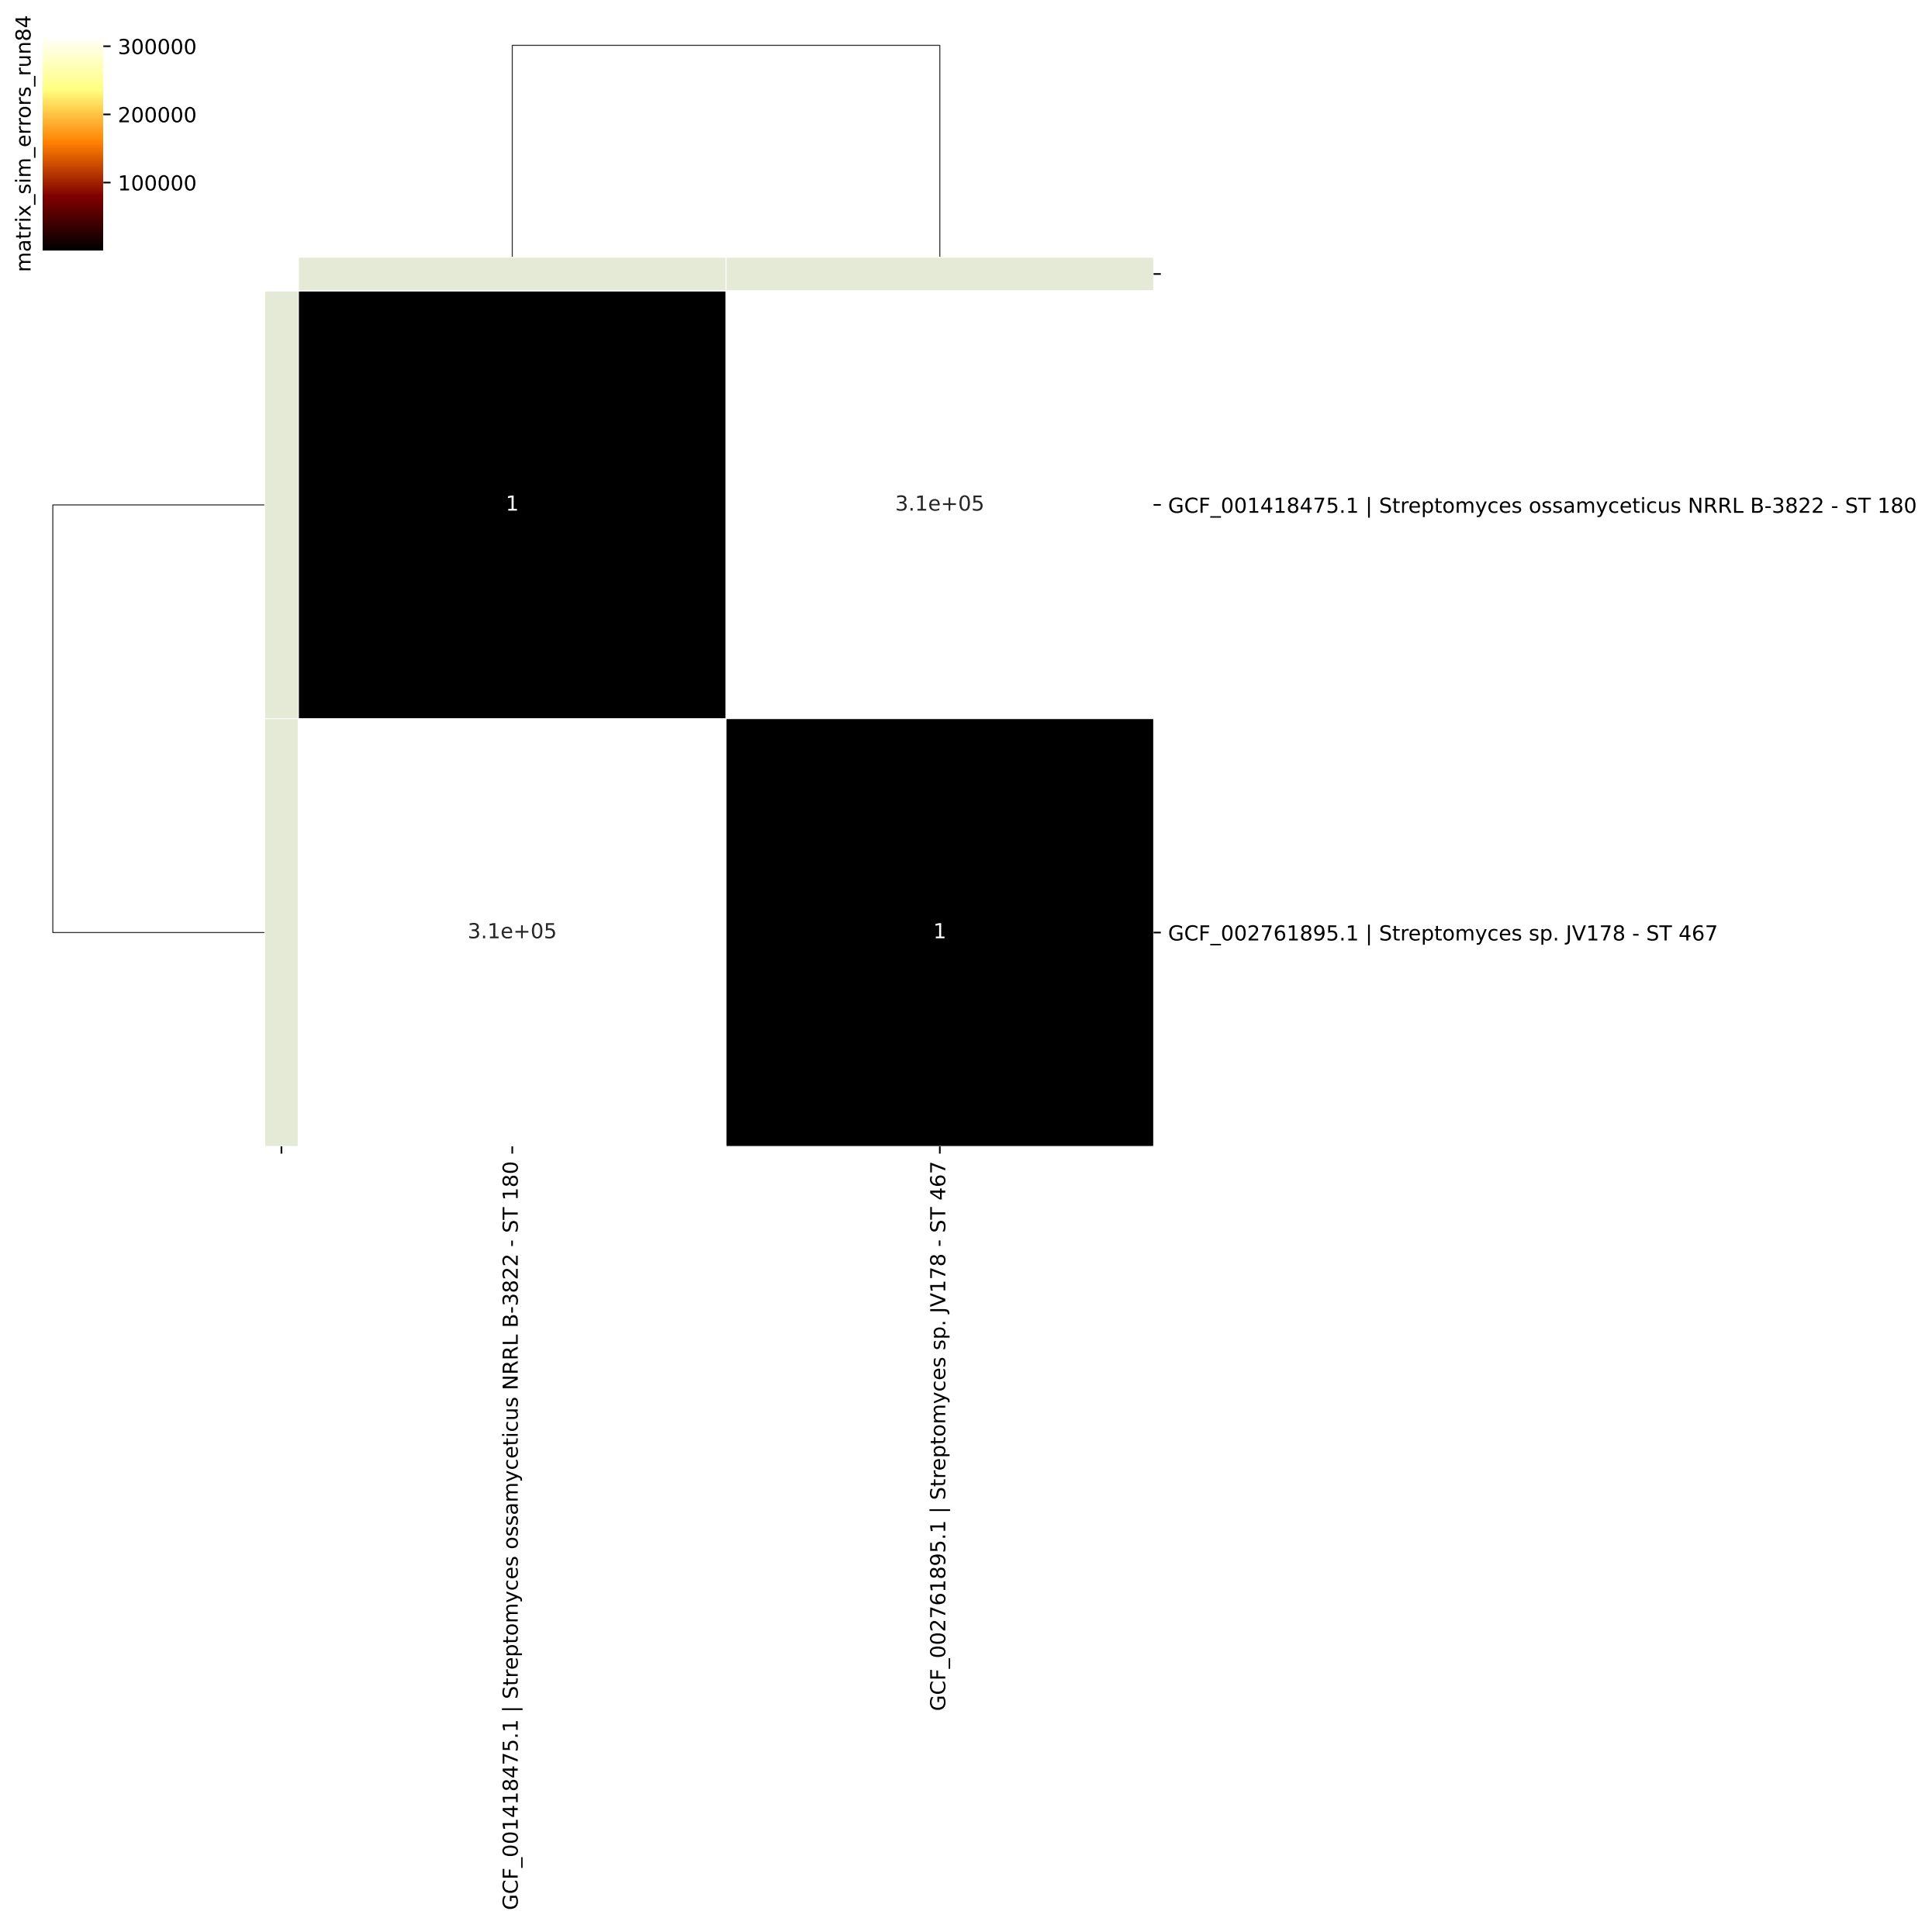 matrix_sim_errors_run84
300000
200000
100000
1
3.1e+05
GCF_001418475.1 | Streptomyces ossamyceticus NRRL B-3822 - ST 180
3.1e+05
1
GCF_002761895.1 | Streptomyces sp. JV178 - ST 467
GCF_001418475.1 | Streptomyces ossamyceticus NRRL B-3822 - ST 180
GCF_002761895.1 | Streptomyces sp. JV178 - ST 467